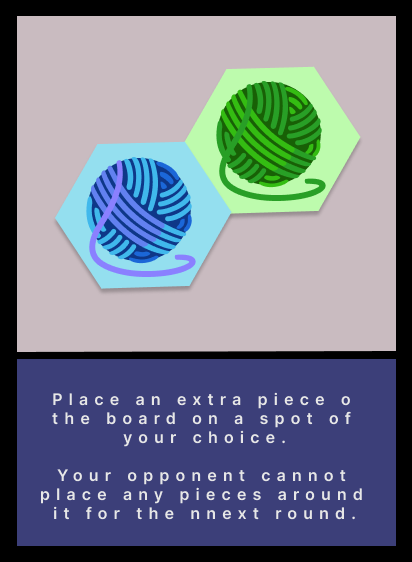 Place an extra piece o
the board on a spot of
your choice.
Your opponent cannot
place any pieces around
it for the nnext round.